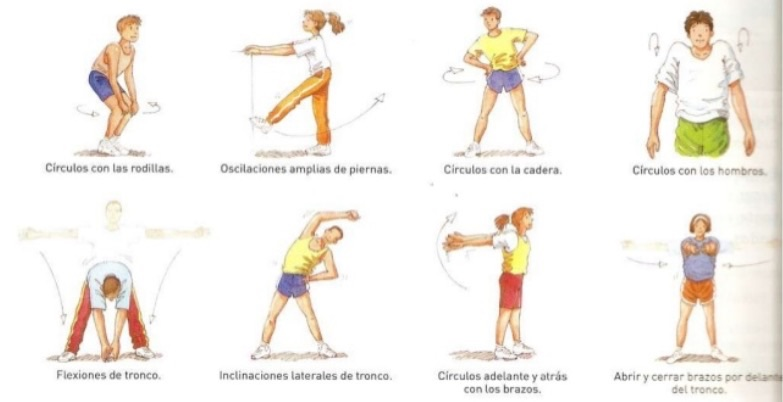 Círculos con las rodillas.
Oscilaciones amplias de piernas.
Círculos con la cadera.
Círculos con los hombros.
Flexiones de tronco.
Inclinaciones laterales de tronco.
Círculos adelante y atrás
con los brazos.
Abrir y cerrar brazos por delante
del tronco.